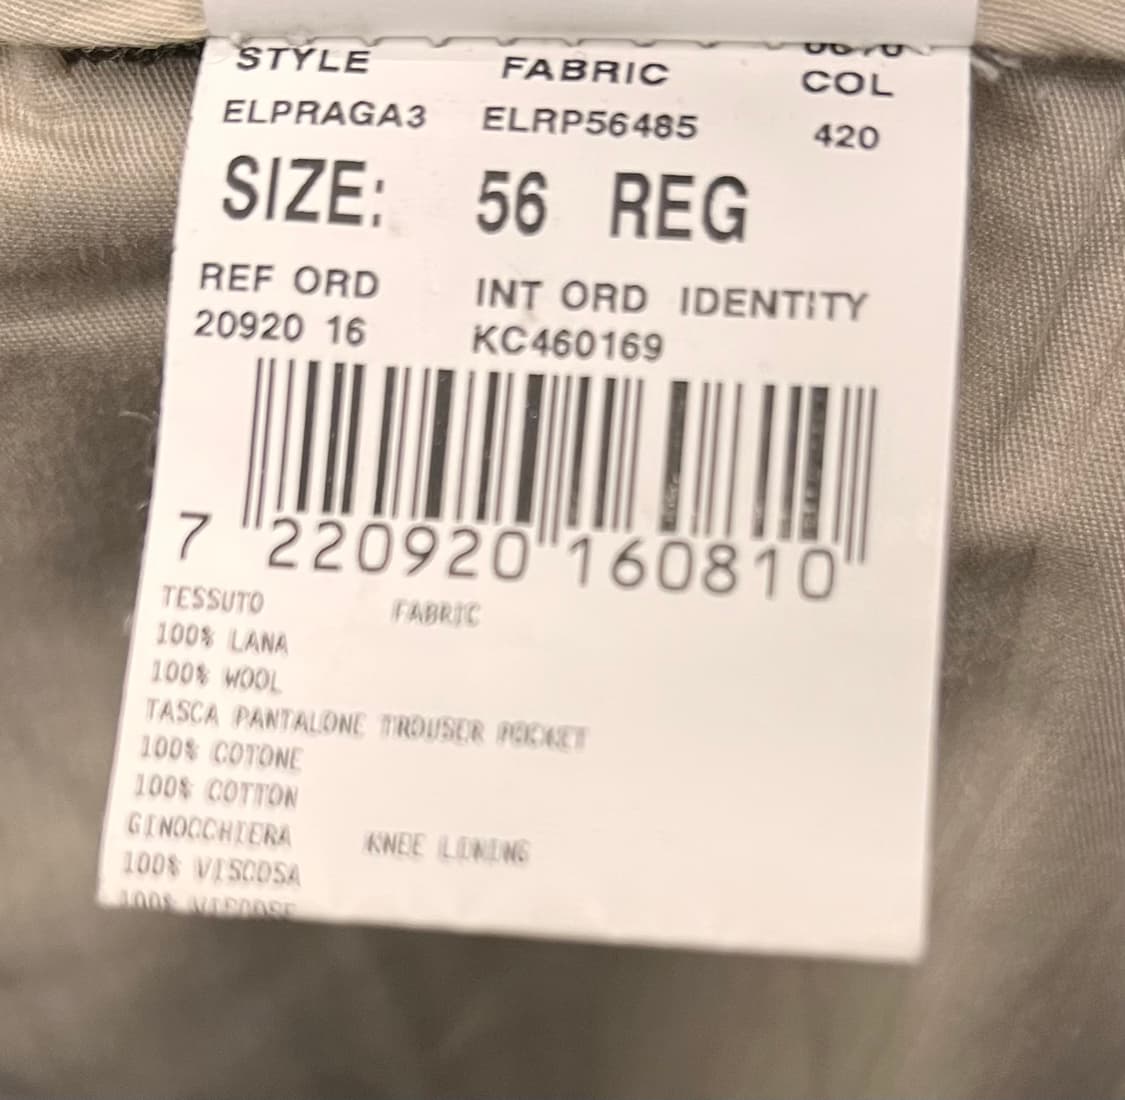 STYLE FABRIC COL
ELPRAGA3 ELRP56485 420
SIZE: 56 REG
REF ORD INT ORD IDENTITY
20920 16 KC460169
7 220920 160810
TESSUTO FABRIC
100% LANA
100% WOOL
TASCA PANTALONE TROUSER POCKET
100% COTONE
100% COTTON
GINOCCHIERA KNEE LINING
100% VISCOSA
100% VISCOSE